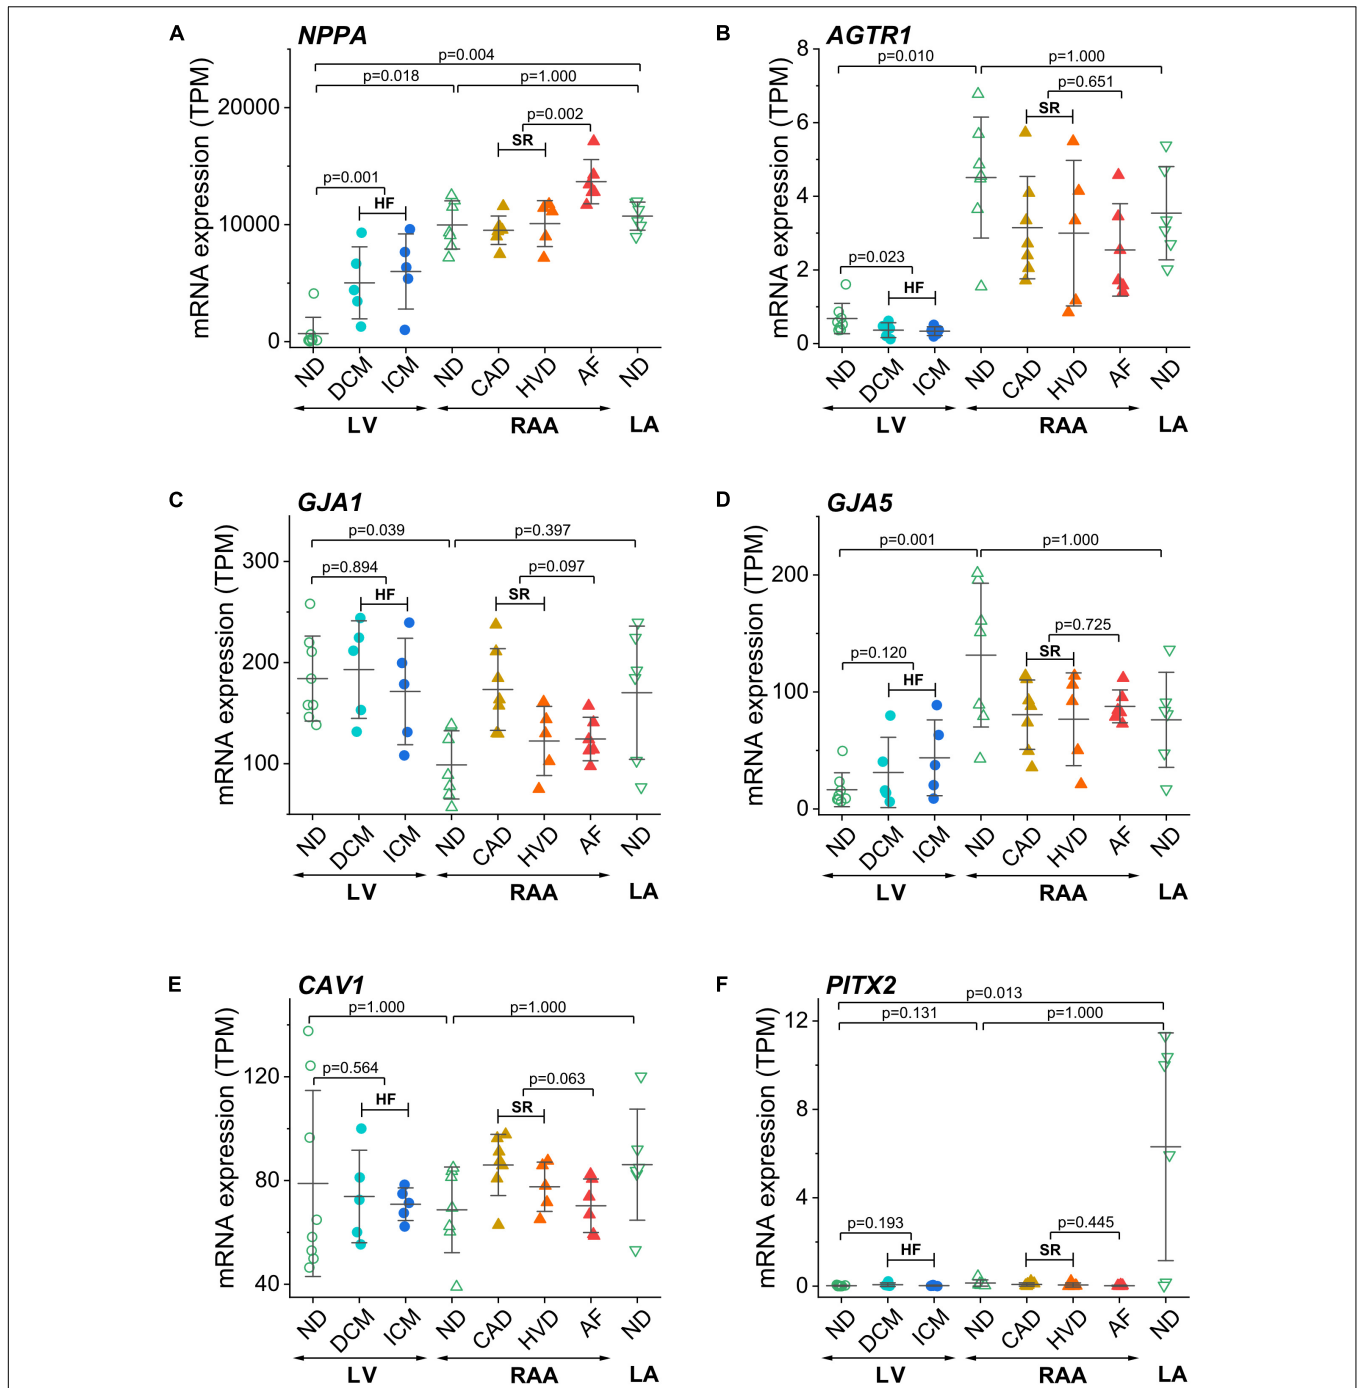 A NPPA
mRNA expression (TPM)
20000
10000
0
p=0.004
p=0.018
p=1.000
p=0.002
SR
p=0.001
HF
ND DCM ICM ND CAD HVD AF ND
LV RAA LA
B AGTR1
mRNA expression (TPM)
8
6
4
2
0
p=0.010
p=1.000
p=0.651
SR
p=0.023
HF
ND DCM ICM ND CAD HVD AF ND
LV RAA LA
C GJA1
mRNA expression (TPM)
300
200
100
p=0.039
p=0.397
p=0.894
p=0.097
HF
SR
ND DCM ICM ND CAD HVD AF ND
LV RAA LA
D GJA5
mRNA expression (TPM)
200
100
0
p=0.001
p=1.000
p=0.725
SR
p=0.120
HF
ND DCM ICM ND CAD HVD AF ND
LV RAA LA
E CAV1
mRNA expression (TPM)
120
80
40
p=1.000
p=1.000
p=0.564
p=0.063
HF
SR
ND DCM ICM ND CAD HVD AF ND
LV RAA LA
F PITX2
mRNA expression (TPM)
12
8
4
0
p=0.013
p=0.131
p=1.000
p=0.193
p=0.445
HF
SR
ND DCM ICM ND CAD HVD AF ND
LV RAA LA